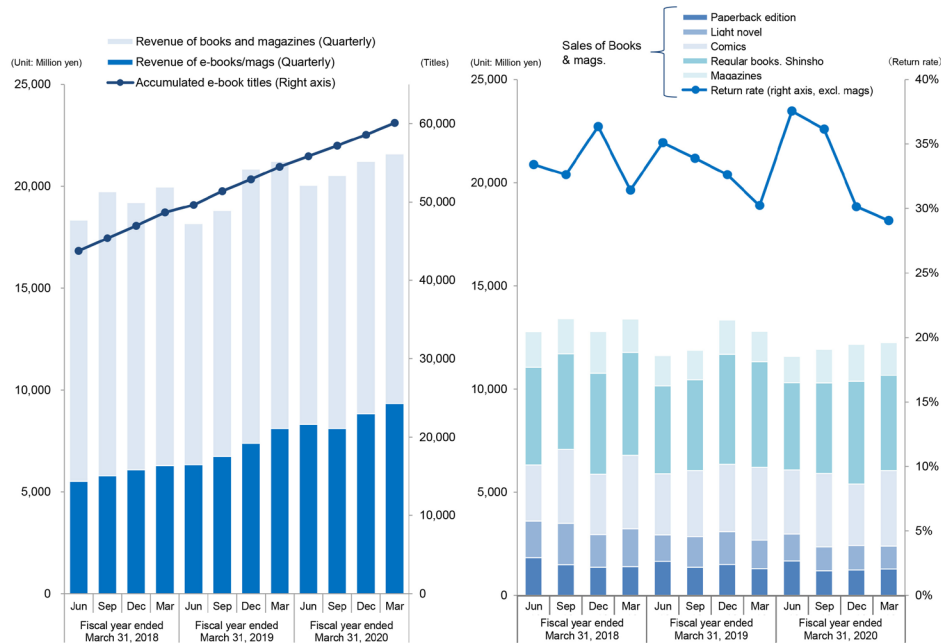 Revenue of books and magazines (Quarterly)
Revenue of e-books/mags (Quarterly)
(Unit: Million yen)
Accumulated e-book titles (Right axis)
(Titles)
25,000
20,000
15,000
10,000
5,000
0
60,000
50,000
40,000
30,000
20,000
10,000
0
Jun Sep Dec Mar Jun Sep Dec Mar Jun Sep Dec Mar
Fiscal year ended
March 31, 2018
Fiscal year ended
March 31, 2019
Fiscal year ended
March 31, 2020
Sales of Books
& mags.
Paperback edition
Light novel
Comics
Regular books. Shinsho
Magazines
Return rate (right axis, excl. mags)
(Unit: Million yen)
(Return rate)
25,000
20,000
15,000
10,000
5,000
0
40%
35%
30%
25%
20%
15%
10%
5%
0%
Jun Sep Dec Mar Jun Sep Dec Mar Jun Sep Dec Mar
Fiscal year ended
March 31, 2018
Fiscal year ended
March 31, 2019
Fiscal year ended
March 31, 2020